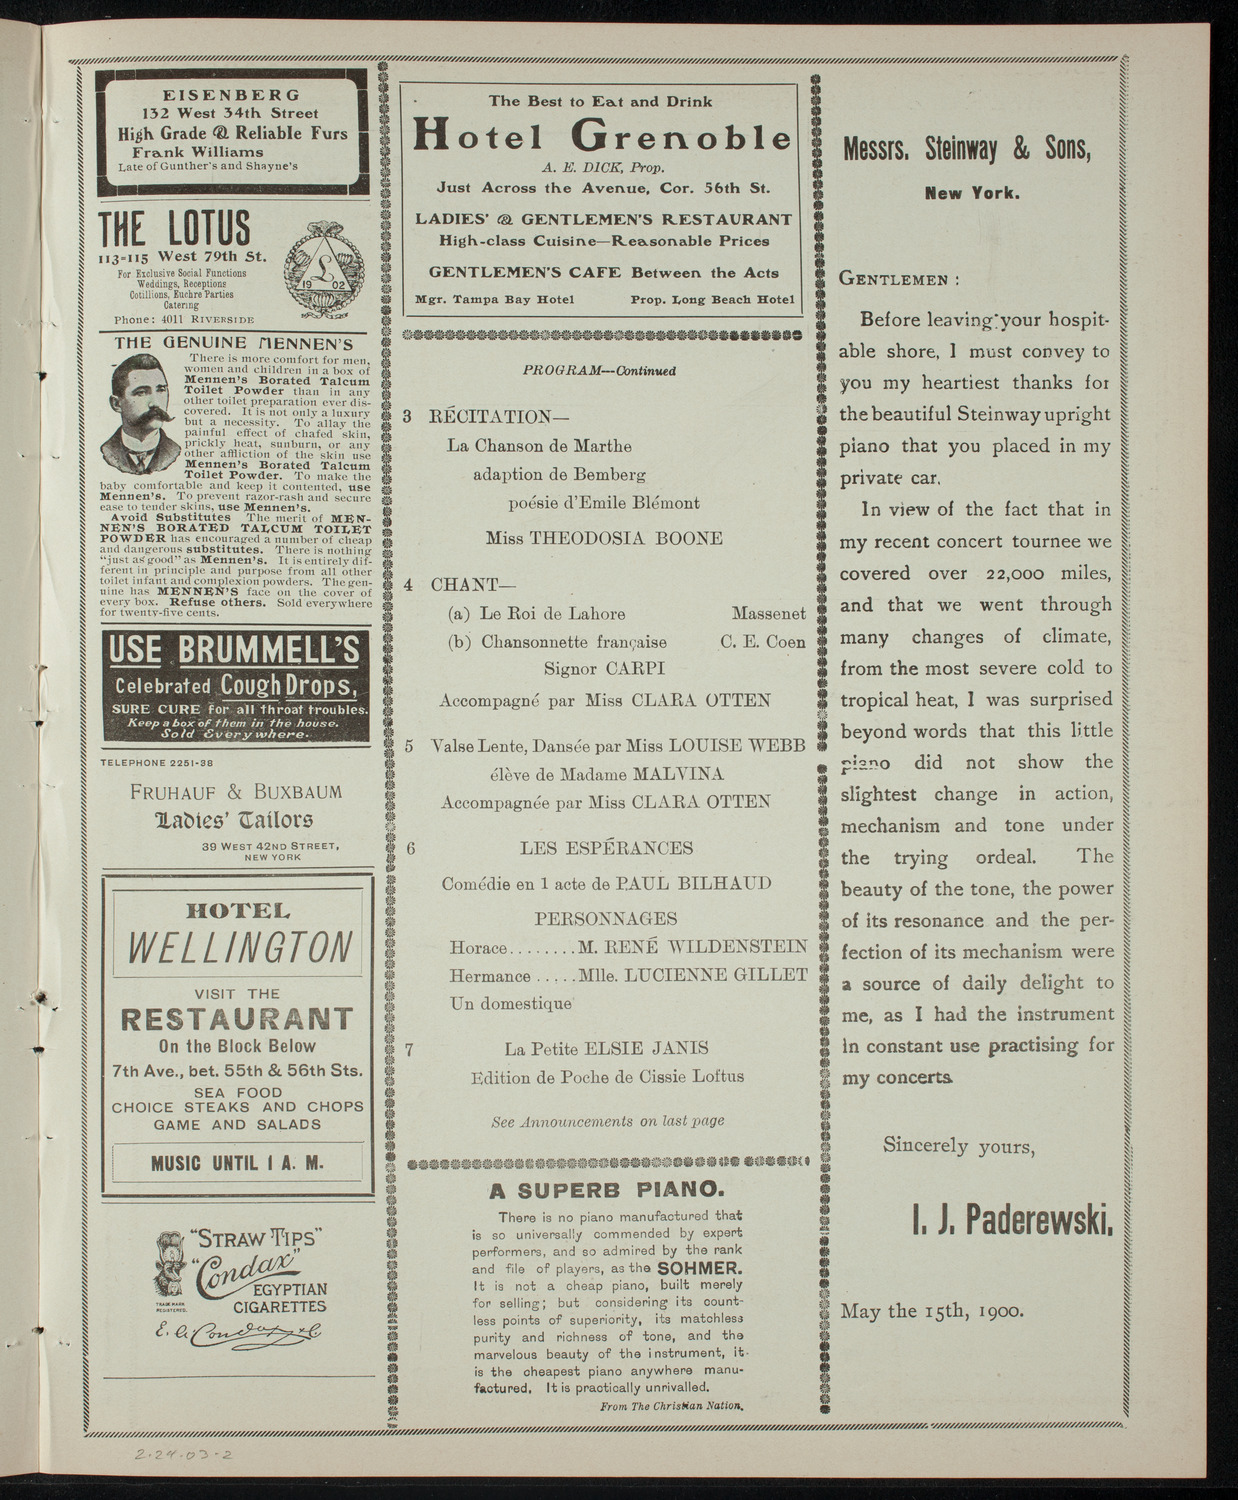 EISENBERG
132 West 34th Street
High Grade & Reliable Furs
Frank Williams
Late of Gunther's and Shayne's
THE LOTUS
113-115 West 79th St.
For Exclusive Social Functions
Weddings, Receptions
Cotillions, Euchre Parties
Catering
Phone: 4011 RIVERSIDE
L
19 02
THE GENUINE MENNEN'S
There is more comfort for men,
women and children in a box of
Mennen's Borated Talcum
Toilet Powder than in any
other toilet preparation ever dis-
covered. It is not only a luxury
but a necessity. To allay the
painful effect of chafed skin,
prickly heat, sunburn, or any
other affliction of the skin use
Mennen's Borated Talcum
Toilet Powder. To make the
baby comfortable and keep it contented, use
Mennen's. To prevent razor-rash and secure
ease to tender skins, use Mennen's.
Avoid Substitutes The merit of MEN-
NEN'S BORATED TALCUM TOILET
POWDER has encouraged a number of cheap
and dangerous substitutes. There is nothing
"just as good" as Mennen's. It is entirely dif-
ferent in principle and purpose from all other
toilet infant and complexion powders. The gen-
uine has MENNEN'S face on the cover of
every box. Refuse others. Sold everywhere
for twenty-five cents.
USE BRUMMELL'S
Celebrated Cough Drops,
SURE CURE for all throat troubles.
Keep a box of them in the house.
Sold Everywhere.
TELEPHONE 2251-38
FRUHAUF & BUXBAUM
Ladies' Tailors
39 WEST 42ND STREET,
NEW YORK
HOTEL
WELLINGTON
VISIT THE
RESTAURANT
On the Block Below
7th Ave., bet. 55th & 56th Sts.
SEA FOOD
CHOICE STEAKS AND CHOPS
GAME AND SALADS
MUSIC UNTIL 1 A. M.
"STRAW TIPS"
"Condax"
EGYPTIAN
CIGARETTES
TRADE MARK
REGISTERED.
E. A. Condax & Co
The Best to Eat and Drink
Hotel Grenoble
A. E. DICK, Prop.
Just Across the Avenue, Cor. 56th St.
LADIES' & GENTLEMEN'S RESTAURANT
High-class Cuisine—Reasonable Prices
GENTLEMEN'S CAFE Between the Acts
Mgr. Tampa Bay Hotel Prop. Long Beach Hotel
PROGRAM—Continued
3 RÉCITATION—
La Chanson de Marthe
adaption de Bemberg
poésie d'Emile Blémont
Miss THEODOSIA BOONE
4 CHANT—
(a) Le Roi de Lahore Massenet
(b) Chansonnette française C. E. Coen
Signor CARPI
Accompagné par Miss CLARA OTTEN
5 Valse Lente, Dansée par Miss LOUISE WEBB
élève de Madame MALVINA
Accompagnée par Miss CLARA OTTEN
6 LES ESPÉRANCES
Comédie en 1 acte de PAUL BILHAUD
PERSONNAGES
Horace........M. RENÉ WILDENSTEIN
Hermance .....Mlle. LUCIENNE GILLET
Un domestique
7 La Petite ELSIE JANIS
Edition de Poche de Cissie Loftus
See Announcements on last page
A SUPERB PIANO.
There is no piano manufactured that
is so universally commended by expert
performers, and so admired by the rank
and file of players, as the SOHMER.
It is not a cheap piano, built merely
for selling; but considering its count-
less points of superiority, its matchless
purity and richness of tone, and the
marvelous beauty of the instrument, it
is the cheapest piano anywhere manu-
factured. It is practically unrivalled.
From The Christian Nation.
Messrs. Steinway & Sons,
New York.
GENTLEMEN :
Before leaving your hospit-
able shore, I must convey to
you my heartiest thanks for
the beautiful Steinway upright
piano that you placed in my
private car.
In view of the fact that in
my recent concert tournee we
covered over 22,000 miles,
and that we went through
many changes of climate,
from the most severe cold to
tropical heat, I was surprised
beyond words that this little
piano did not show the
slightest change in action,
mechanism and tone under
the trying ordeal. The
beauty of the tone, the power
of its resonance and the per-
fection of its mechanism were
a source of daily delight to
me, as I had the instrument
in constant use practising for
my concerts.
Sincerely yours,
I. J. Paderewski.
May the 15th, 1900.
2-24-03-2